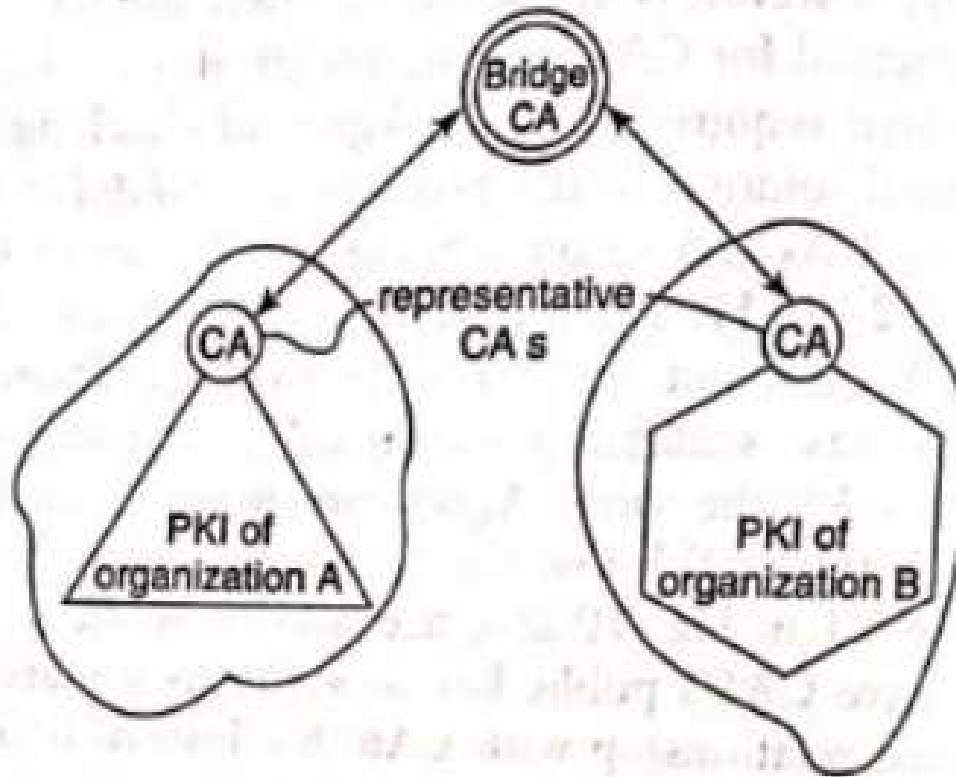 Bridge
CA
CA
representative
CA s
CA
PKI of
organization A
PKI of
organization B